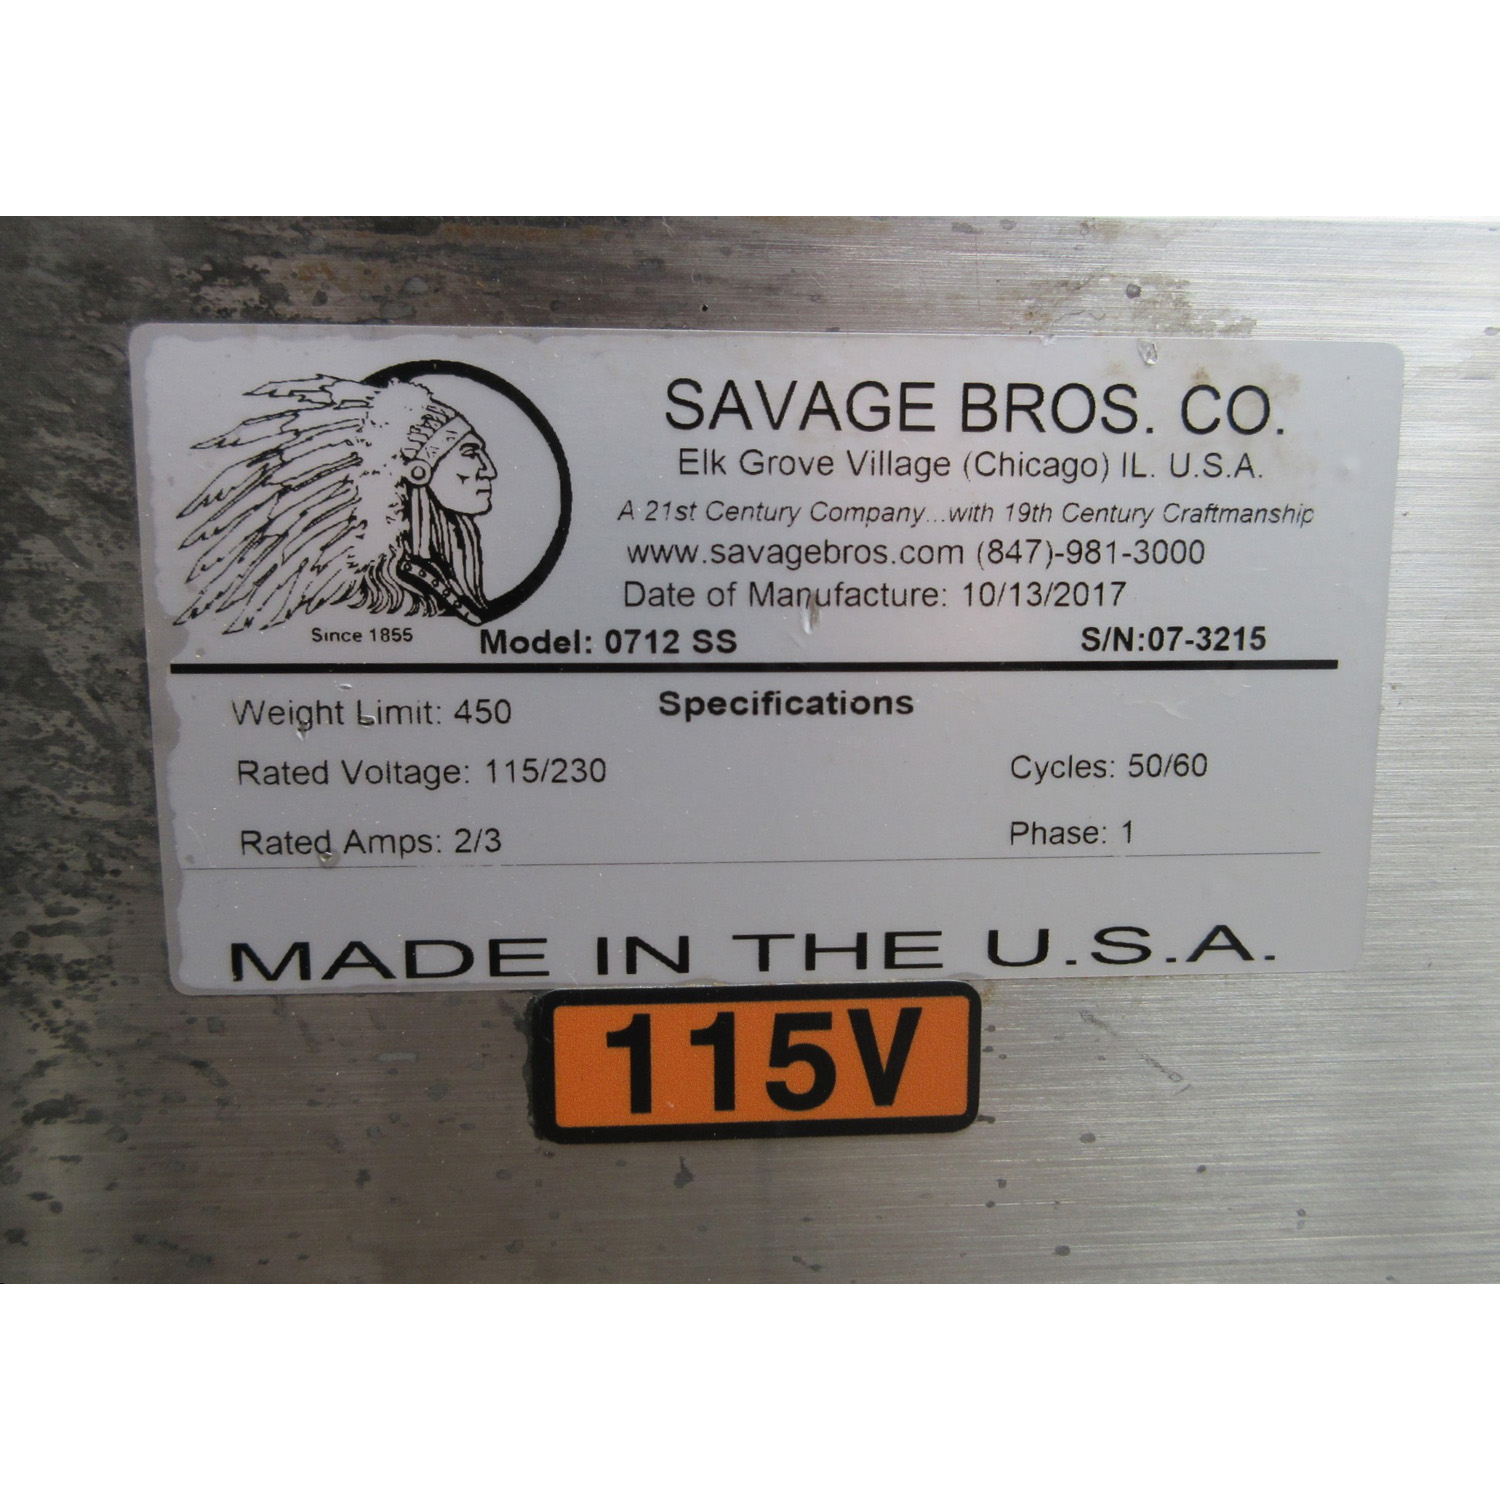 SAVAGE BROS. CO.
Elk Grove Village (Chicago) IL. U.S.A.
A 21st Century Company...with 19th Century Craftmanship
www.savagebros.com (847)-981-3000
Date of Manufacture: 10/13/2017
Since 1855
Model: 0712 SS S/N:07-3215
Specifications
Weight Limit: 450
Rated Voltage: 115/230 Cycles: 50/60
Rated Amps: 2/3 Phase: 1
MADE IN THE U.S.A.
115V